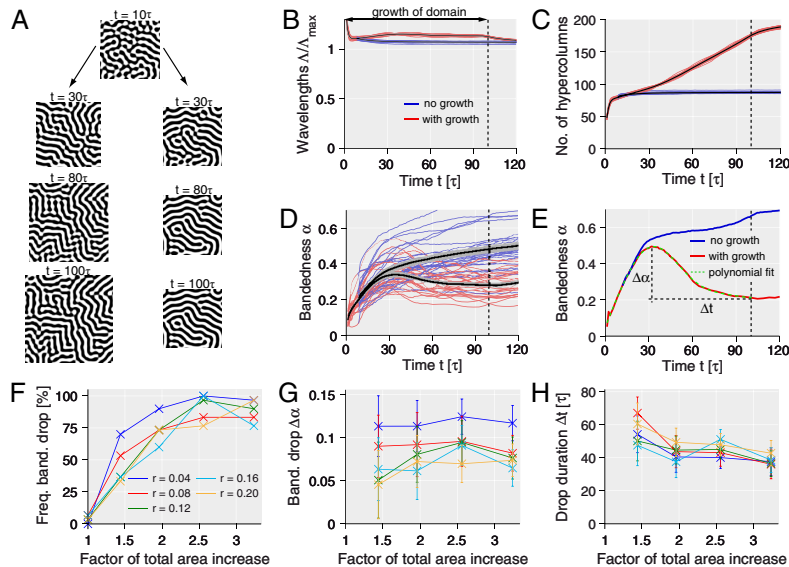 A
t = 10τ
t = 30τ
t = 30τ
t = 80τ
t = 80τ
t = 100τ
t = 100τ
B
growth of domain
Wavelengths Λ/Λmax
1
0.5
0
no growth
with growth
0 30 60 90 120
Time t [τ]
C
No. of hypercolumns
200
150
100
50
0
0 30 60 90 120
Time t [τ]
D
Bandedness α
0.6
0.4
0.2
0
0 30 60 90 120
Time t [τ]
E
Bandedness α
0.6
0.4
0.2
0
no growth
with growth
polynomial fit
Δα
Δt
0 30 60 90 120
Time t [τ]
F
Freq. band. drop [%]
100
75
50
25
0
r = 0.04
r = 0.08
r = 0.12
r = 0.16
r = 0.20
1 1.5 2 2.5 3
Factor of total area increase
G
Band. drop Δα
0.15
0.1
0.05
0
1 1.5 2 2.5 3
Factor of total area increase
H
Drop duration Δt [τ]
80
60
40
20
0
1 1.5 2 2.5 3
Factor of total area increase